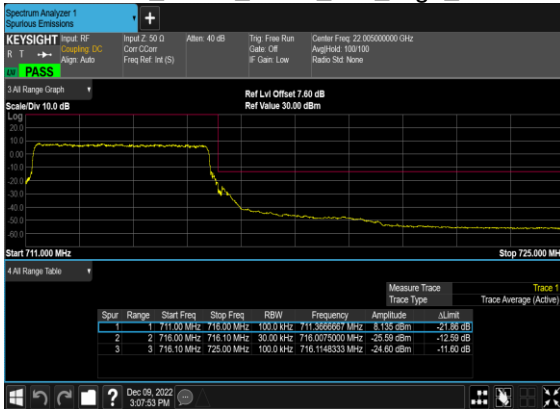 Spectrum Analyzer 1
Spurious Emissions
KEYSIGHT
R T
Input: RF
Coupling: DC
Align: Auto
Input Z: 50 Ω
Corr CCorr
Freq Ref: Int (S)
Atten: 40 dB
Trig: Free Run
Gate: Off
IF Gain: Low
Center Freq: 22.005000000 GHz
Avg|Hold: 100/100
Radio Std: None
PASS
3 All Range Graph
Ref Lvl Offset 7.60 dB
Scale/Div 10.0 dB
Ref Value 30.00 dBm
Log
20.0
10.0
0.00
-10.0
-20.0
-30.0
-40.0
-50.0
-60.0
Start 711.000 MHz
Stop 725.000 MH
4 All Range Table
Measure Trace Trace 1
Trace Type Trace Average (Active)
Spur Range Start Freq Stop Freq RBW Frequency Amplitude ΔLimit
1 1 711.00 MHz 716.00 MHz 100.0 kHz 711.3666667 MHz 8.135 dBm -21.86 dB
2 2 716.00 MHz 716.10 MHz 30.00 kHz 716.0075000 MHz -25.59 dBm -12.59 dB
3 3 716.10 MHz 725.00 MHz 100.0 kHz 716.1148333 MHz -24.60 dBm -11.60 dB
Dec 09, 2022
3:07:53 PM